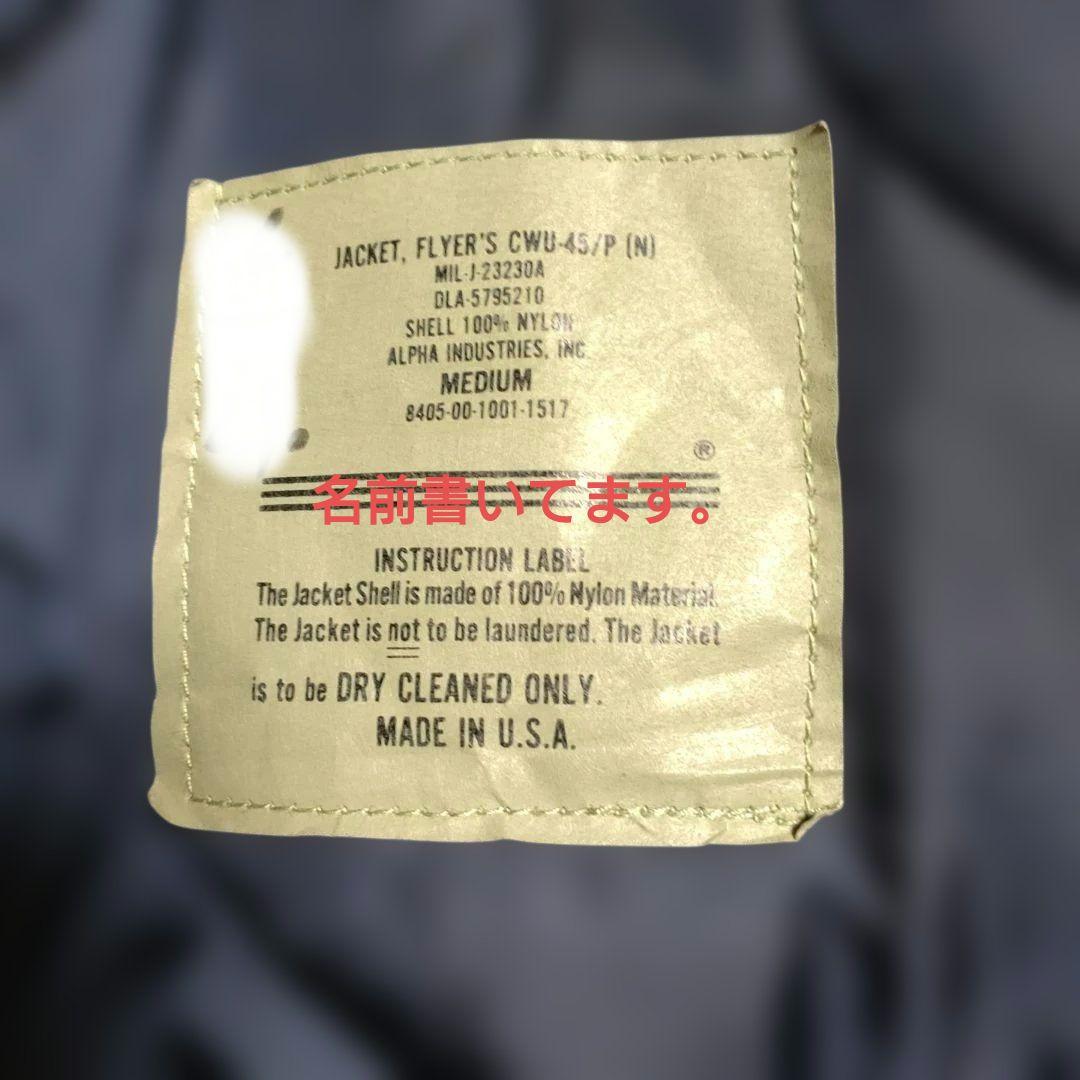 JACKET, FLYER'S CWU-45/P (N)
MIL-J-23230A
DLA-5795210
SHELL 100% NYLON
ALPHA INDUSTRIES, INC
MEDIUM
8405-00-1001-1517
®
名前書いてます。
INSTRUCTION LABEL
The Jacket Shell is made of 100% Nylon Material.
The Jacket is not to be laundered. The Jacket
is to be DRY CLEANED ONLY.
MADE IN U.S.A.